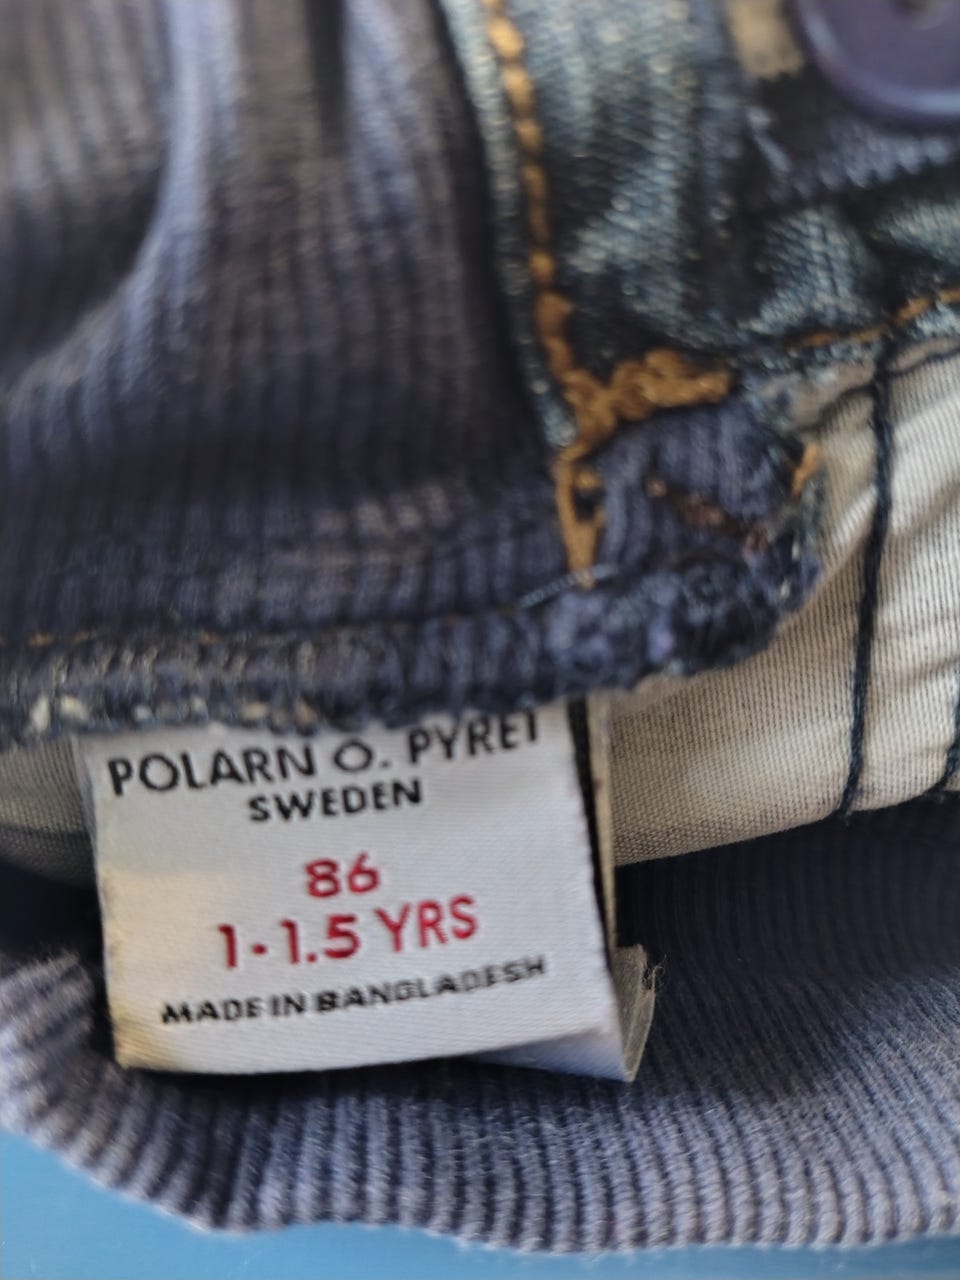 POLARN O. PYRET
SWEDEN
86
1-1.5 YRS
MADE IN BANGLADESH